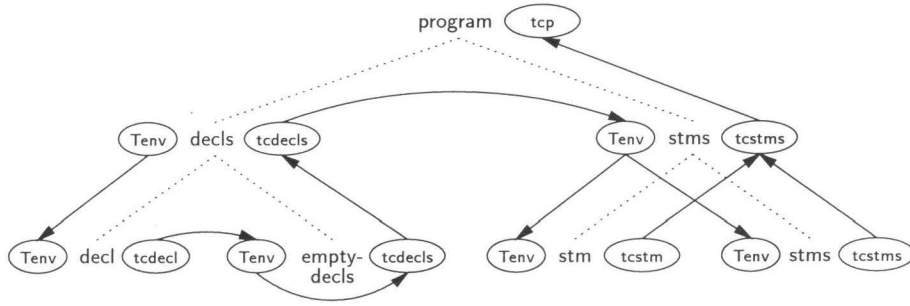 program tcp
Tenv decls tcdecls Tenv stms tcstms
Tenv decl tcdecl Tenv empty- tcdecls Tenv stm tcstm Tenv stms tcstms
decls